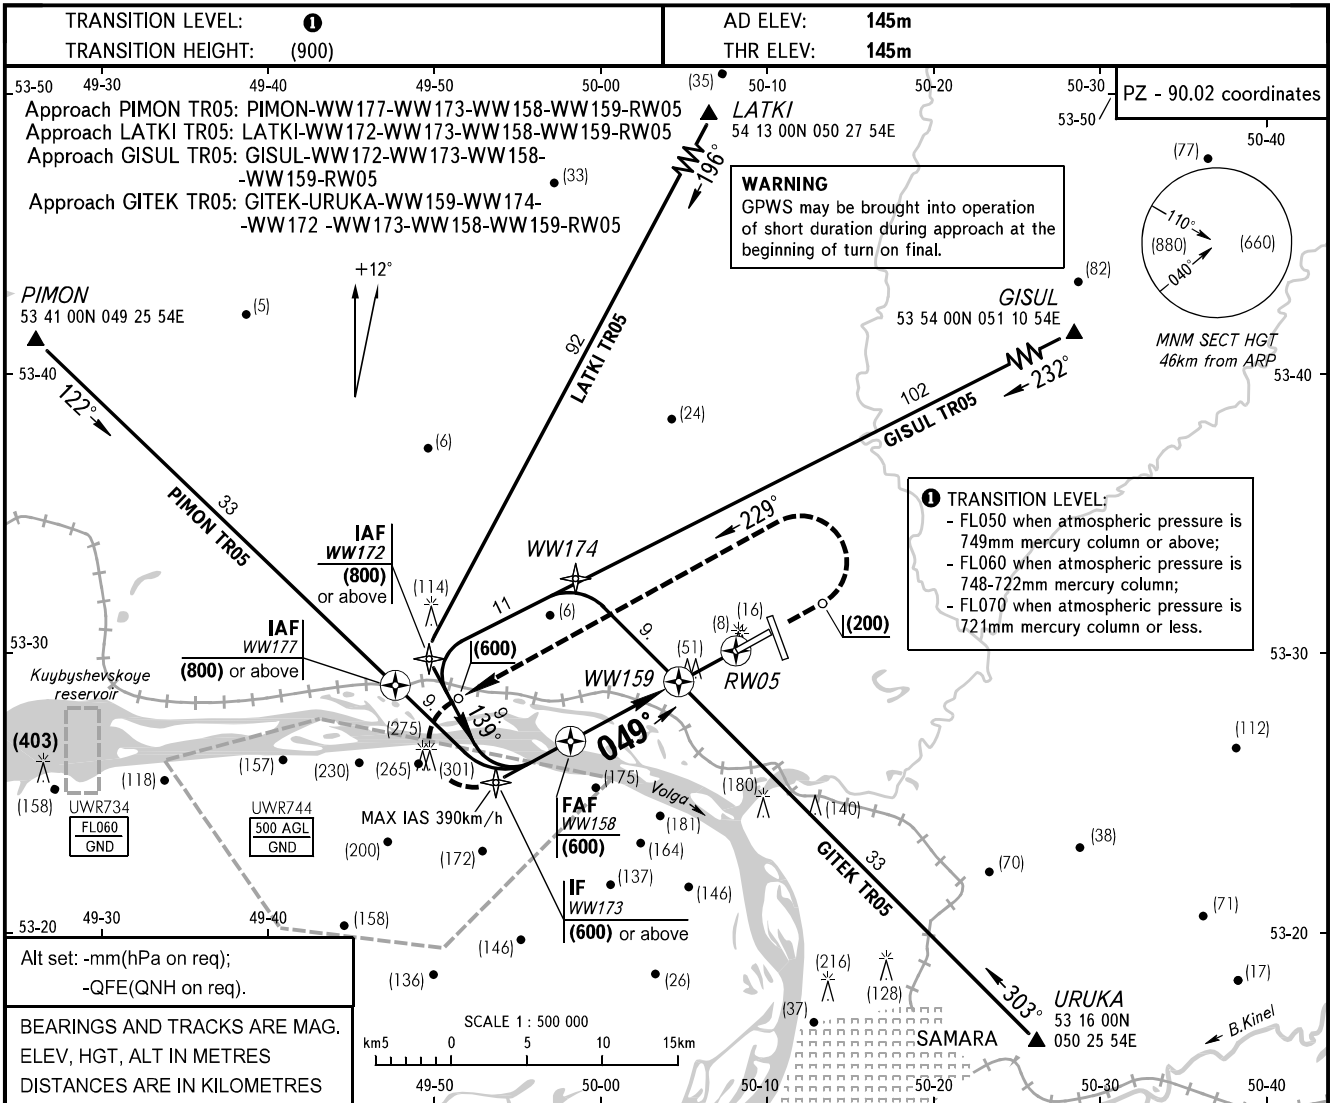 TRANSITION LEVEL: ❶
TRANSITION HEIGHT: (900)
AD ELEV: 145m
THR ELEV: 145m
53-50 49-30 49-40 49-50 50-00 50-10 50-20 50-30
(35)
PZ - 90.02 coordinates
53-50
50-40
Approach PIMON TR05: PIMON-WW177-WW173-WW158-WW159-RW05
Approach LATKI TR05: LATKI-WW172-WW173-WW158-WW159-RW05
Approach GISUL TR05: GISUL-WW172-WW173-WW158-
-WW159-RW05
Approach GITEK TR05: GITEK-URUKA-WW159-WW174-
-WW172 -WW173-WW158-WW159-RW05
(33)
LATKI
54 13 00N 050 27 54E
196°
WARNING
GPWS may be brought into operation
of short duration during approach at the
beginning of turn on final.
(77)
110°
(880)
(660)
040°
MNM SECT HGT
46km from ARP
+12°
(5)
PIMON
53 41 00N 049 25 54E
(82)
GISUL
53 54 00N 051 10 54E
53-40
53-40
122°
92
LATKI TR05
232°
102
GISUL TR05
(24)
(6)
33
PIMON TR05
229°
❶ TRANSITION LEVEL:
- FL050 when atmospheric pressure is
749mm mercury column or above;
- FL060 when atmospheric pressure is
748-722mm mercury column;
- FL070 when atmospheric pressure is
721mm mercury column or less.
IAF
WW172
(800)
or above
(114)
WW174
11
(6)
9.
(16)
(8)
(200)
IAF
WW177
(800) or above
(600)
(51)
WW159
RW05
53-30
53-30
Kuybyshevskoye
reservoir
9.
9.
139°
049°
(275)
(403)
(158)
(118)
(157)
(230)
(265)
(301)
(175)
(180)
(140)
(112)
Volga
UWR734
FL060
GND
UWR744
500 AGL
GND
MAX IAS 390km/h
FAF
WW158
(600)
(181)
(164)
(200)
(172)
(137)
(146)
33
GITEK TR05
(70)
(38)
(71)
IF
WW173
(600) or above
53-20 49-30 49-40
(158)
(146)
53-20
Alt set: -mm(hPa on req);
-QFE(QNH on req).
(136)
(26)
(216)
(128)
(37)
(17)
303°
URUKA
53 16 00N
050 25 54E
B.Kinel
SAMARA
BEARINGS AND TRACKS ARE MAG.
ELEV, HGT, ALT IN METRES
DISTANCES ARE IN KILOMETRES
SCALE 1 : 500 000
km5 0 5 10 15km
49-50 50-00 50-10 50-20 50-30 50-40